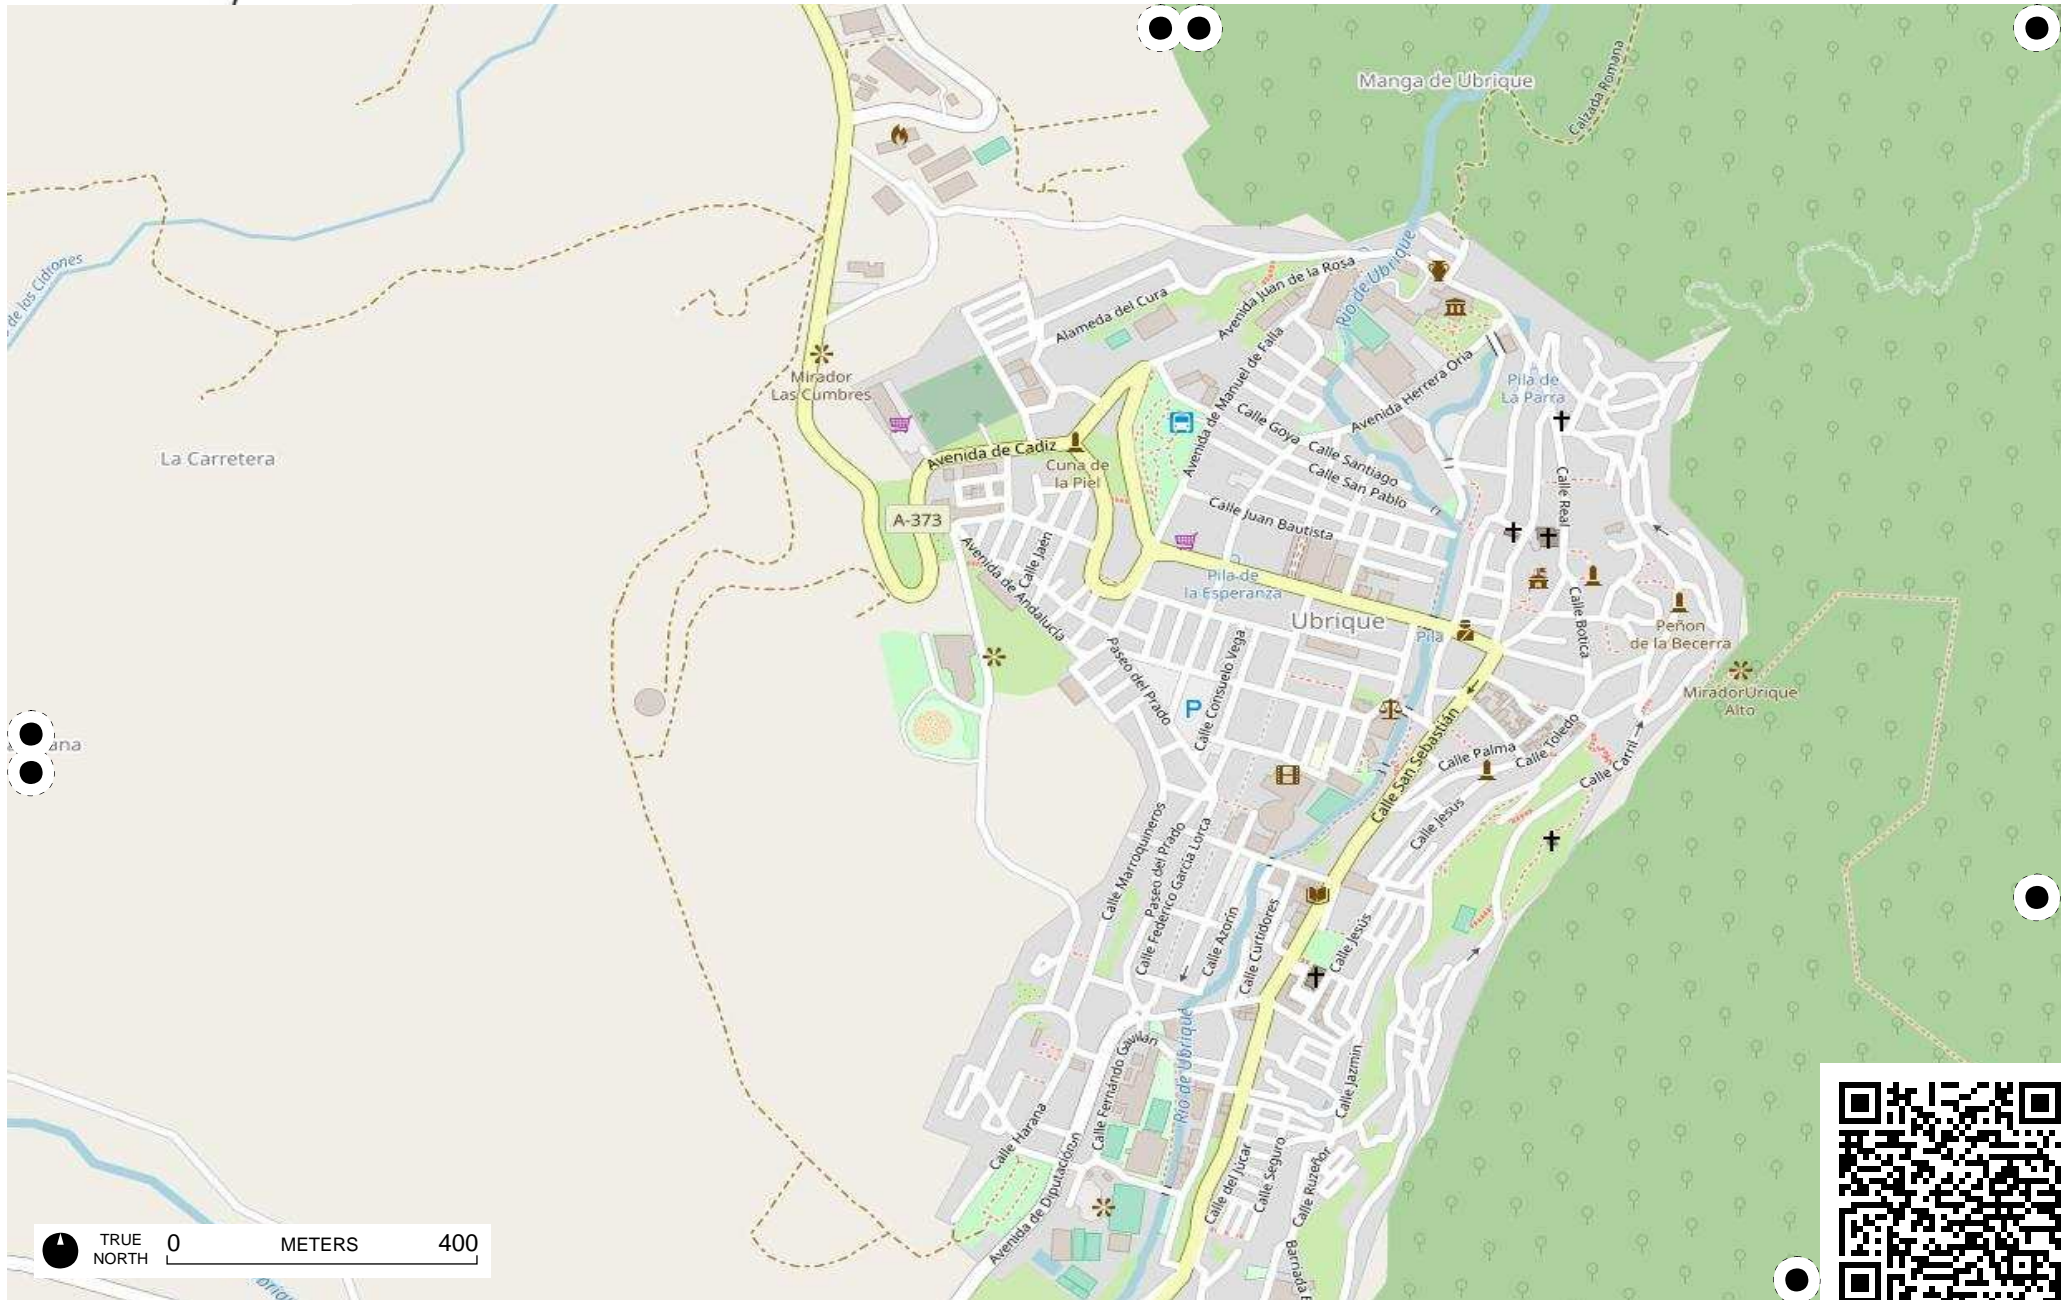 Manga de Ubrique
Calzada Romana
de los Cidrones
Avenida Juan de la Rosa
Río de Ubrique
Alameda del Cura
Avenida de Manuel de Falla
Mirador
Las Cumbres
Avenida Herrera Oria
Pila de
La Parra
Calle Goya
Calle Santiago
Calle San Pablo
Avenida de Cadiz
Cuna de
la Piel
La Carretera
Calle Real
A-373
Calle Juan Bautista
Avenida de Andalucía
Calle Jaén
Pila de
la Esperanza
Ubrique
Pila
Calle Botica
Peñon
de la Becerra
MiradorUrique
Alto
Paseo del Prado
Calle Consuelo Vega
P
Calle San Sebastián
Calle Palma
Calle Toledo
Calle Carril
ana
Calle Jesus
Calle Marroquineros
Paseo del Prado
Calle Federico García Lorca
Calle Azorín
Calle Curtidores
Calle Jesús
Río de Ubrique
Calle Fernándo Gavilán
Calle Jazmin
Calle Harana
Avenida de Diputación
Calle del Júcar
Calle Seguro
Calle Ruzeñor
Barriada
TRUE
NORTH
0 METERS 400